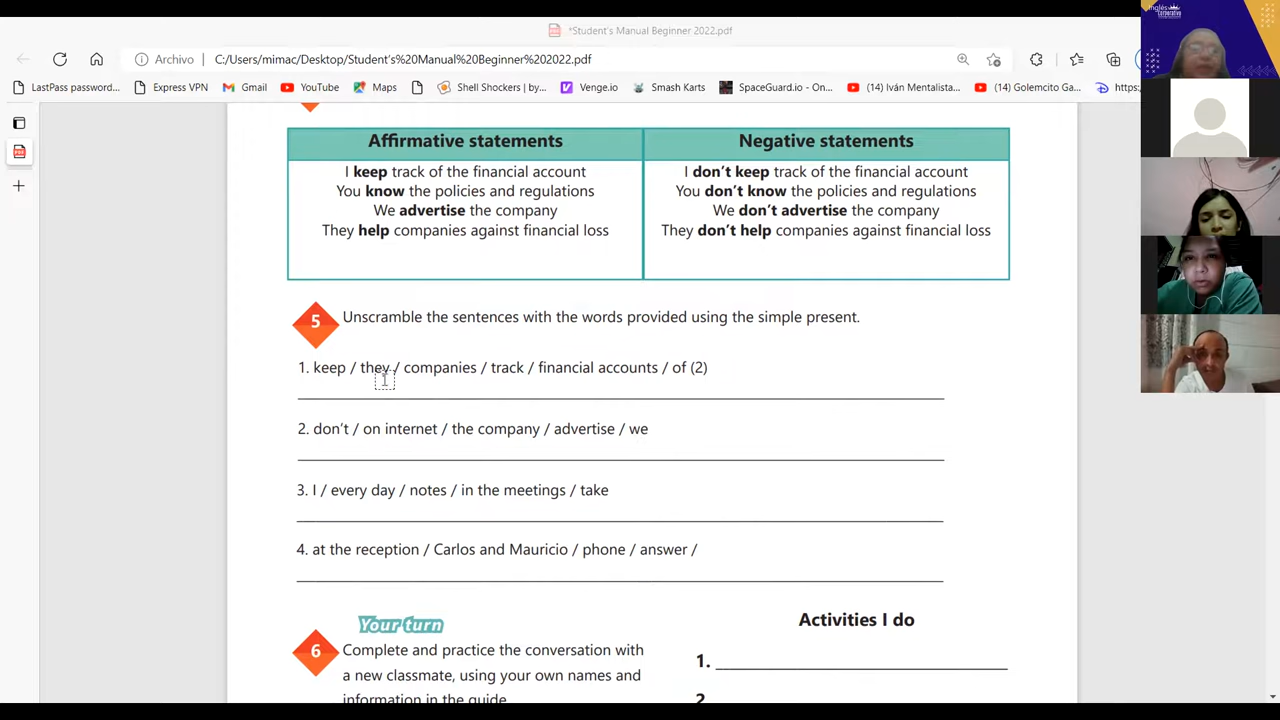 *Student's Manual Beginner 2022.pdf
Archivo
C:/Users/mimac/Desktop/Student's%20Manual%20Beginner%202022.pdf
LastPass password...
Express VPN
Gmail
YouTube
Maps
Shell Shockers | by...
Venge.io
Smash Karts
SpaceGuard.io - On...
(14) Iván Mentalista...
(14) Golemcito Ga...
https:
Inglés
Corporativo
Affirmative statements
Negative statements
I keep track of the financial account
You know the policies and regulations
We advertise the company
They help companies against financial loss
I don't keep track of the financial account
You don't know the policies and regulations
We don't advertise the company
They don't help companies against financial loss
5
Unscramble the sentences with the words provided using the simple present.
1. keep / they / companies / track / financial accounts / of (2)
2. don't / on internet / the company / advertise / we
3. I / every day / notes / in the meetings / take
4. at the reception / Carlos and Mauricio / phone / answer /
Your turn
6
Complete and practice the conversation with
a new classmate, using your own names and
information in the guide.
Activities I do
1.
2